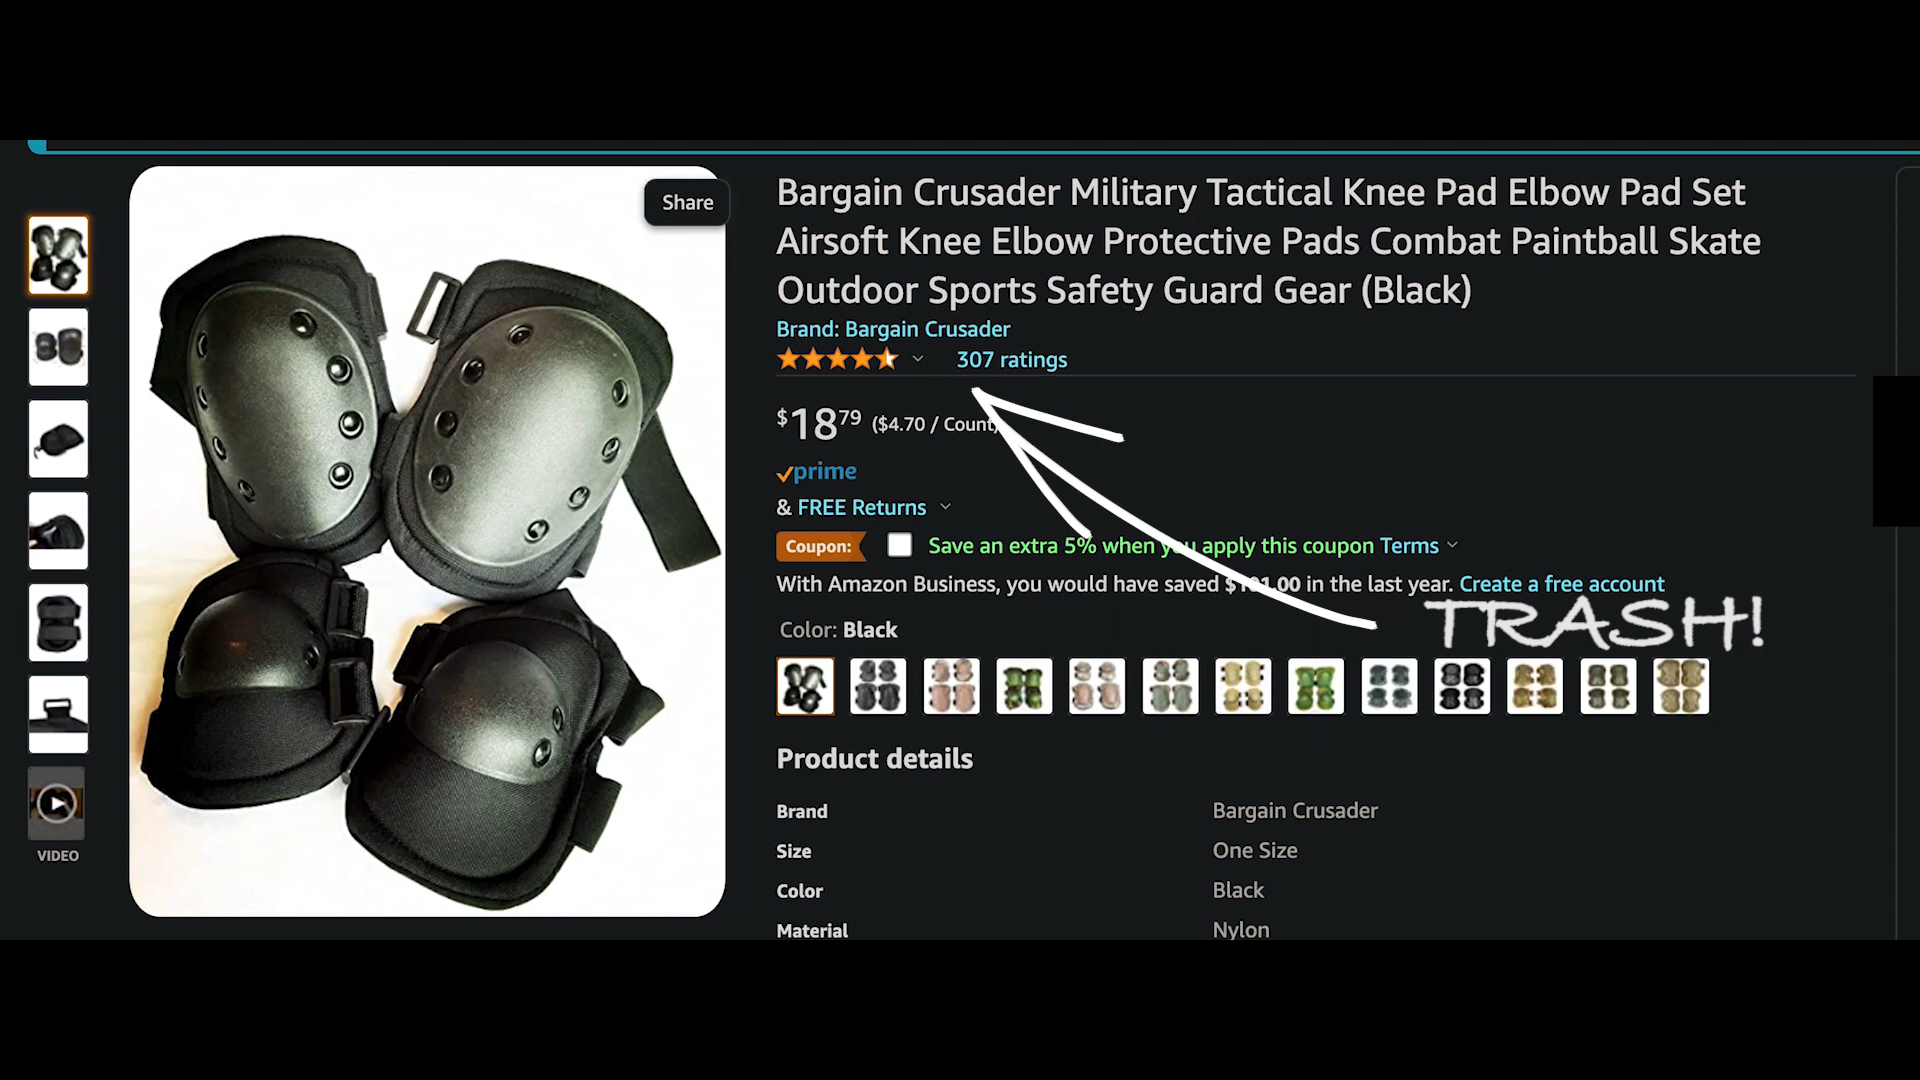 Share
Bargain Crusader Military Tactical Knee Pad Elbow Pad Set
Airsoft Knee Elbow Protective Pads Combat Paintball Skate
Outdoor Sports Safety Guard Gear (Black)
Brand: Bargain Crusader
307 ratings
$18.79 ($4.70 / Count)
prime
& FREE Returns
Coupon: Save an extra 5% when you apply this coupon Terms
With Amazon Business, you would have saved in the last year. Create a free account
TRASH!
Color: Black
Product details
Brand Bargain Crusader
Size One Size
Color Black
Material Nylon
VIDEO